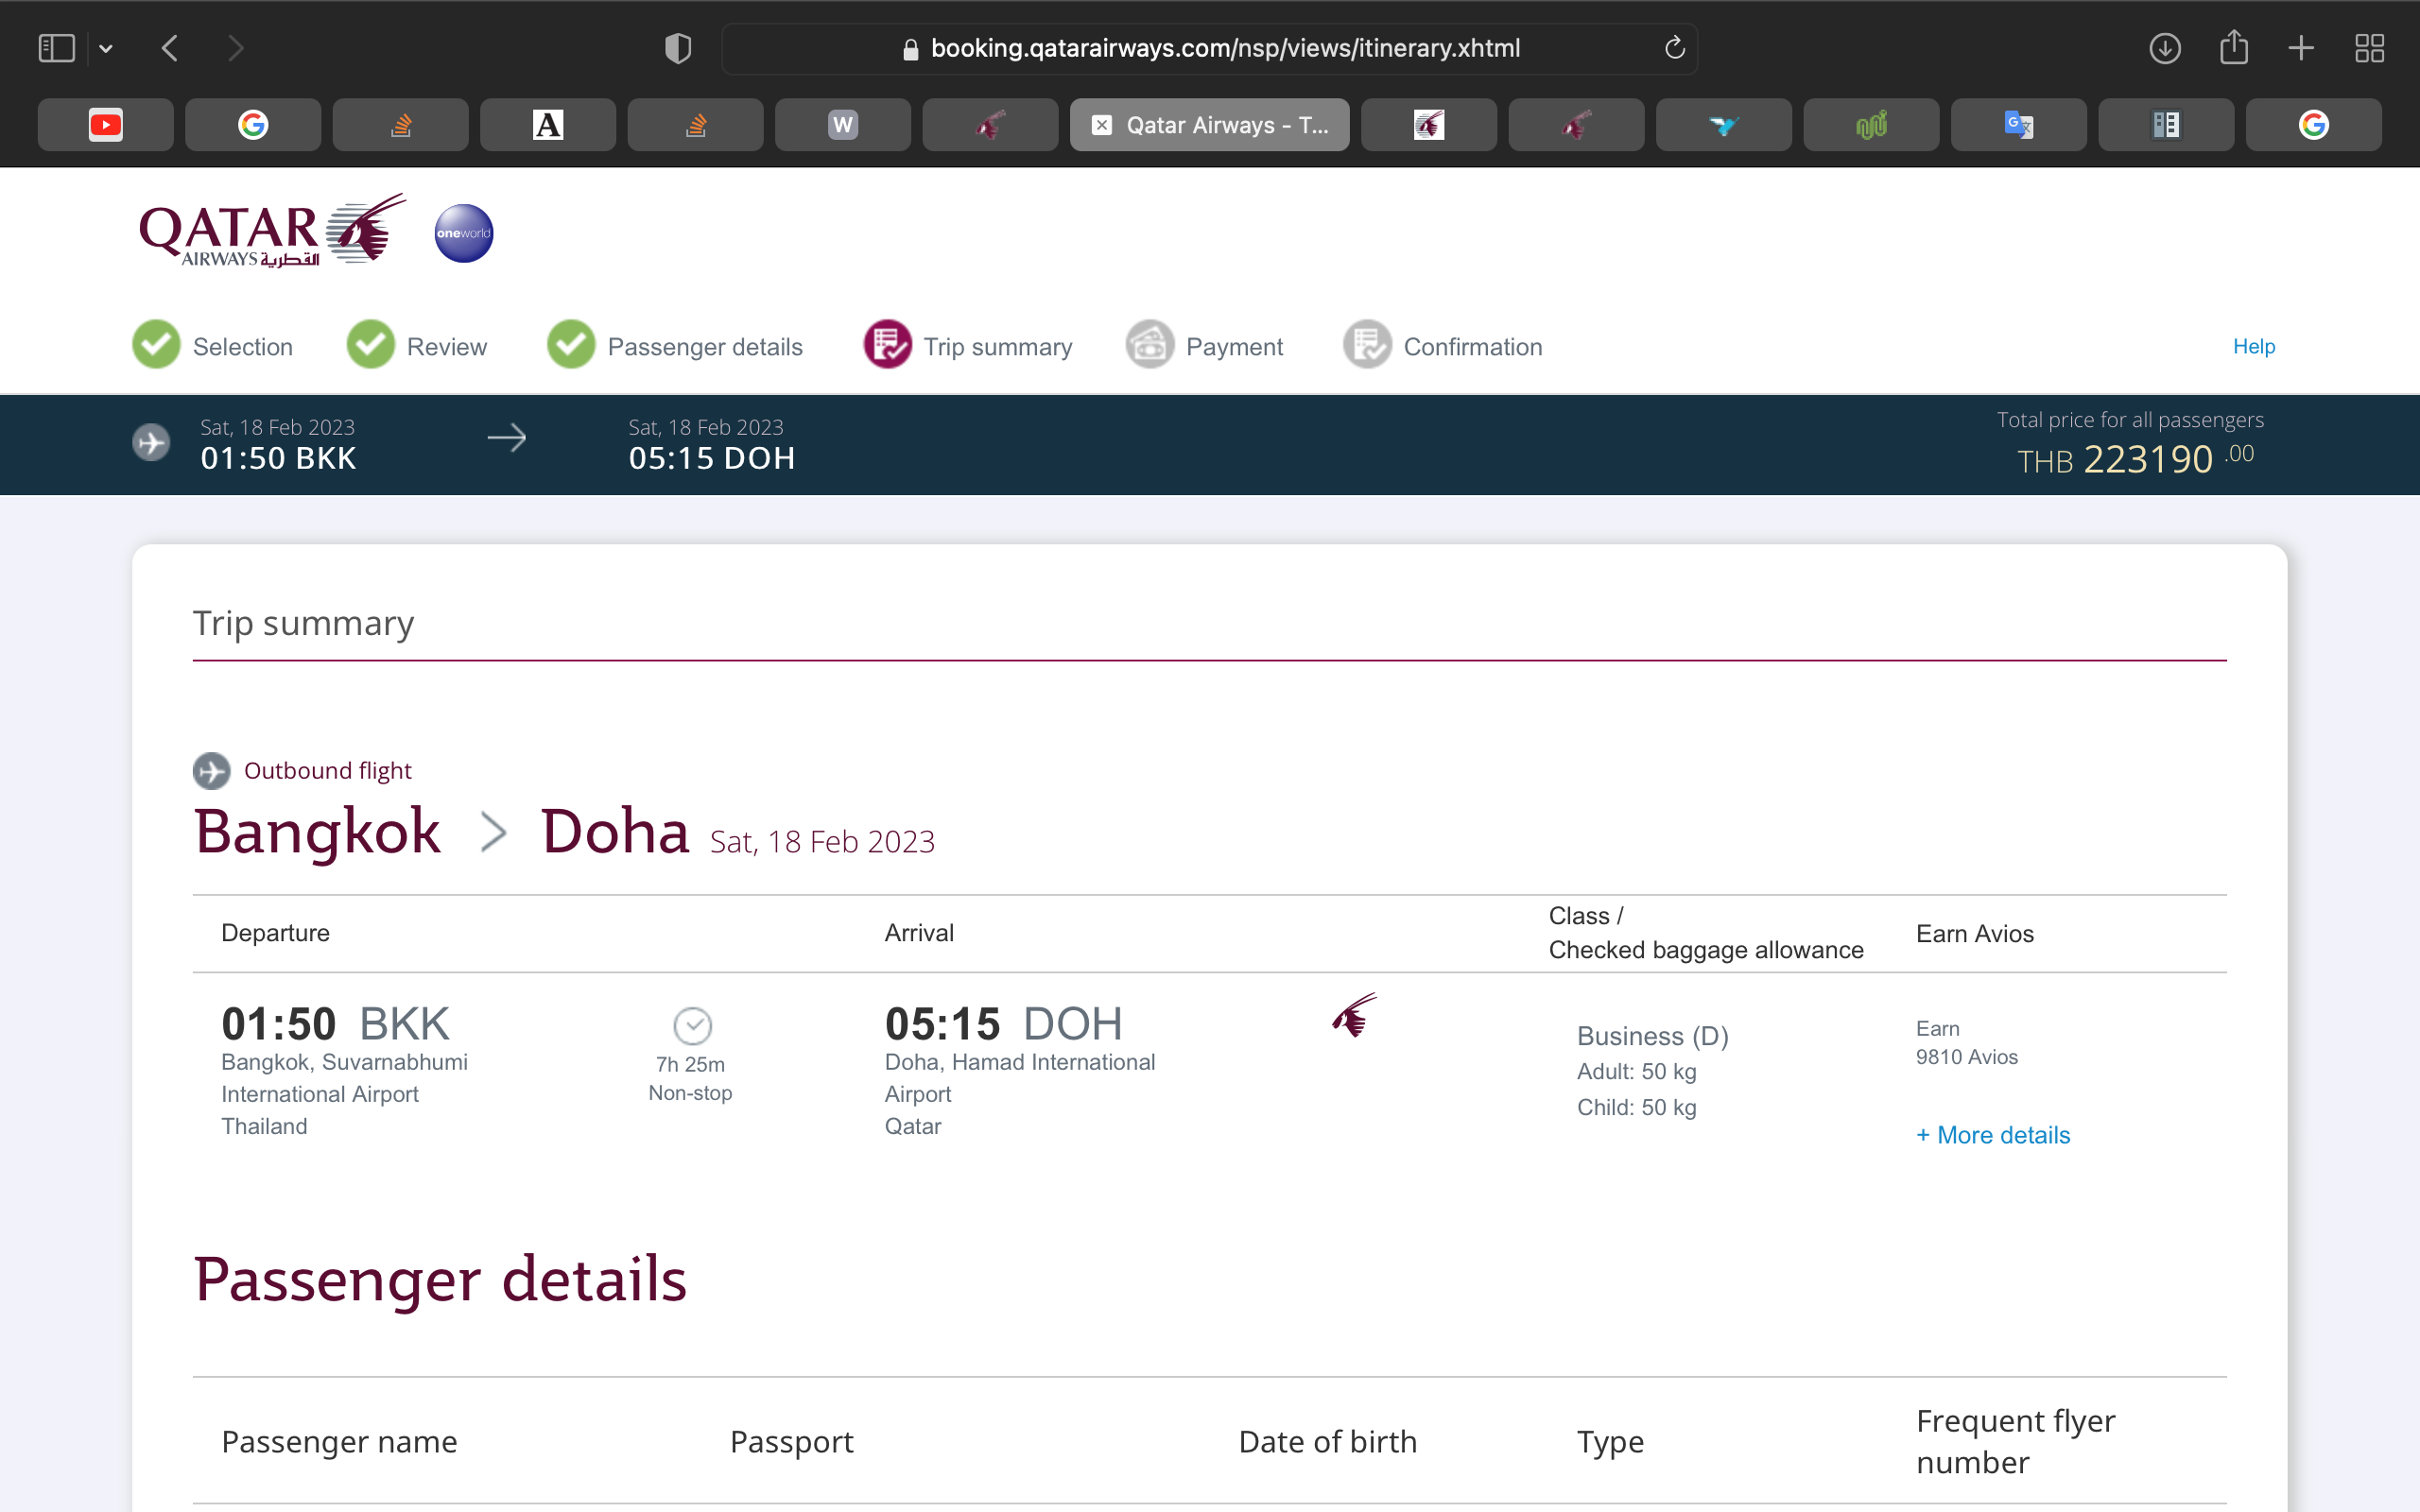 booking.qatarairways.com/nsp/views/itinerary.xhtml
A
W
Qatar Airways - T...
QATAR
AIRWAYS القطرية
oneworld
Selection
Review
Passenger details
Trip summary
Payment
Confirmation
Help
Sat, 18 Feb 2023
01:50 BKK
Sat, 18 Feb 2023
05:15 DOH
Total price for all passengers
THB 223190 .00
Trip summary
Outbound flight
Bangkok > Doha Sat, 18 Feb 2023
Departure
Arrival
Class /
Checked baggage allowance
Earn Avios
01:50 BKK
Bangkok, Suvarnabhumi
International Airport
Thailand
7h 25m
Non-stop
05:15 DOH
Doha, Hamad International
Airport
Qatar
Business (D)
Adult: 50 kg
Child: 50 kg
Earn
9810 Avios
+ More details
Passenger details
Passenger name
Passport
Date of birth
Type
Frequent flyer
number